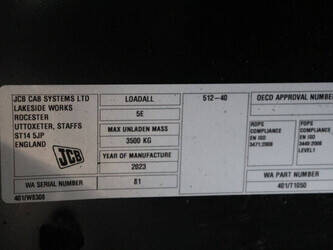 JCB CAB SYSTEMS LTD
LAKESIDE WORKS
ROCESTER
UTTOXETER, STAFFS
ST14 5JP
ENGLAND
JCB
WA SERIAL NUMBER
401/W8308
LOADALL
5E
MAX UNLADEN MASS
3500 KG
YEAR OF MANUFACTURE
2023
81
512-40
OECD APPROVAL NUMBER
ROPS
COMPLIANCE
EN ISO
3471:2008
FOPS
COMPLIANCE
EN ISO
3449:2008
LEVEL 1
WA PART NUMBER
401/T1050